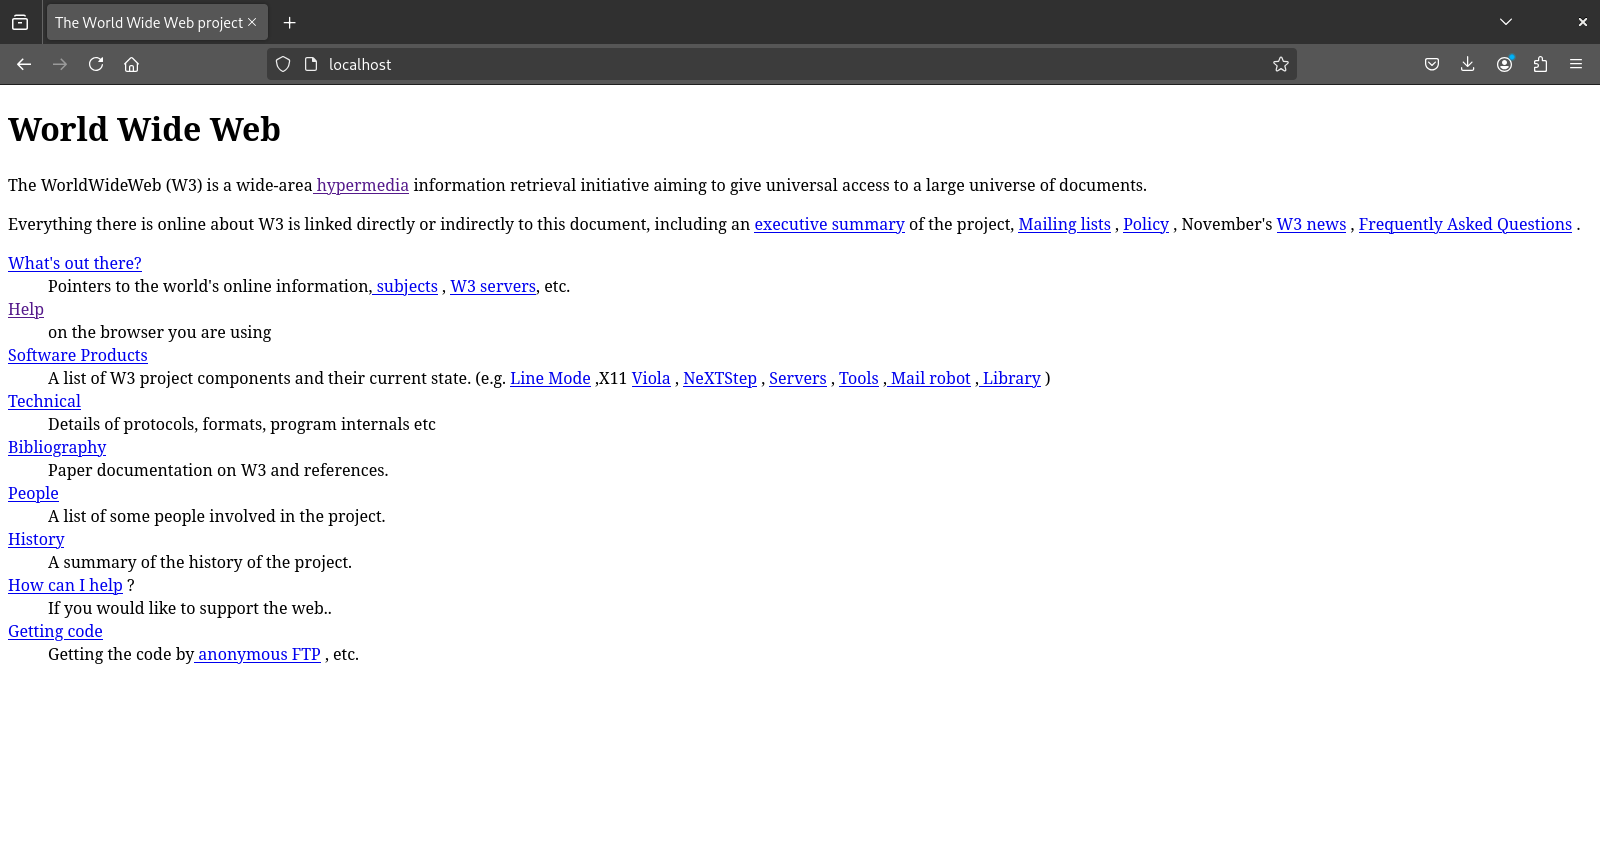 The World Wide Web project
localhost
World Wide Web
The WorldWideWeb (W3) is a wide-area hypermedia information retrieval initiative aiming to give universal access to a large universe of documents.
Everything there is online about W3 is linked directly or indirectly to this document, including an executive summary of the project, Mailing lists , Policy , November's W3 news , Frequently Asked Questions .
What's out there?
Pointers to the world's online information, subjects , W3 servers, etc.
Help
on the browser you are using
Software Products
A list of W3 project components and their current state. (e.g. Line Mode ,X11 Viola , NeXTStep , Servers , Tools , Mail robot , Library )
Technical
Details of protocols, formats, program internals etc
Bibliography
Paper documentation on W3 and references.
People
A list of some people involved in the project.
History
A summary of the history of the project.
How can I help ?
If you would like to support the web..
Getting code
Getting the code by anonymous FTP , etc.